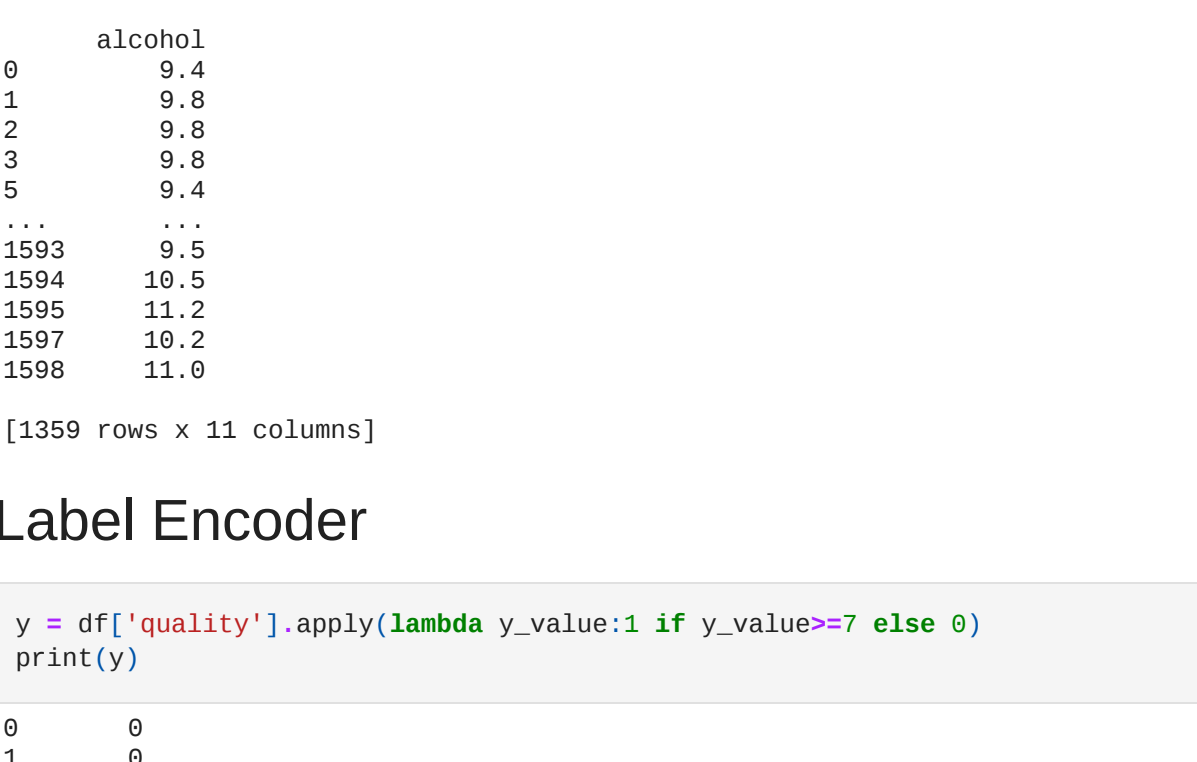 alcohol
0 9.4
1 9.8
2 9.8
3 9.8
5 9.4
... ...
1593 9.5
1594 10.5
1595 11.2
1597 10.2
1598 11.0
[1359 rows x 11 columns]
Label Encoder
y = df['quality'].apply(lambda y_value:1 if y_value>=7 else 0)
print(y)
0 0
1 0